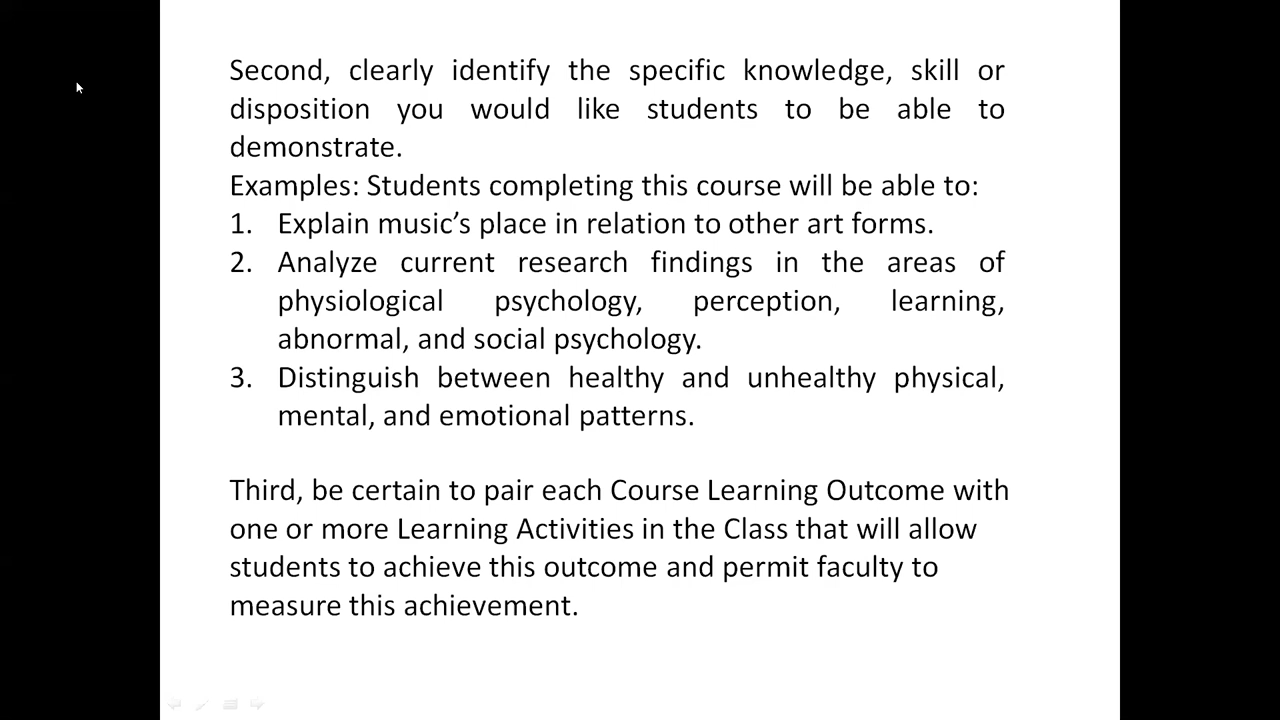 Second, clearly identify the specific knowledge, skill or
disposition you would like students to be able to
demonstrate.
Examples: Students completing this course will be able to:
1. Explain music’s place in relation to other art forms.
2. Analyze current research findings in the areas of
physiological psychology, perception, learning,
abnormal, and social psychology.
3. Distinguish between healthy and unhealthy physical,
mental, and emotional patterns.
Third, be certain to pair each Course Learning Outcome with
one or more Learning Activities in the Class that will allow
students to achieve this outcome and permit faculty to
measure this achievement.